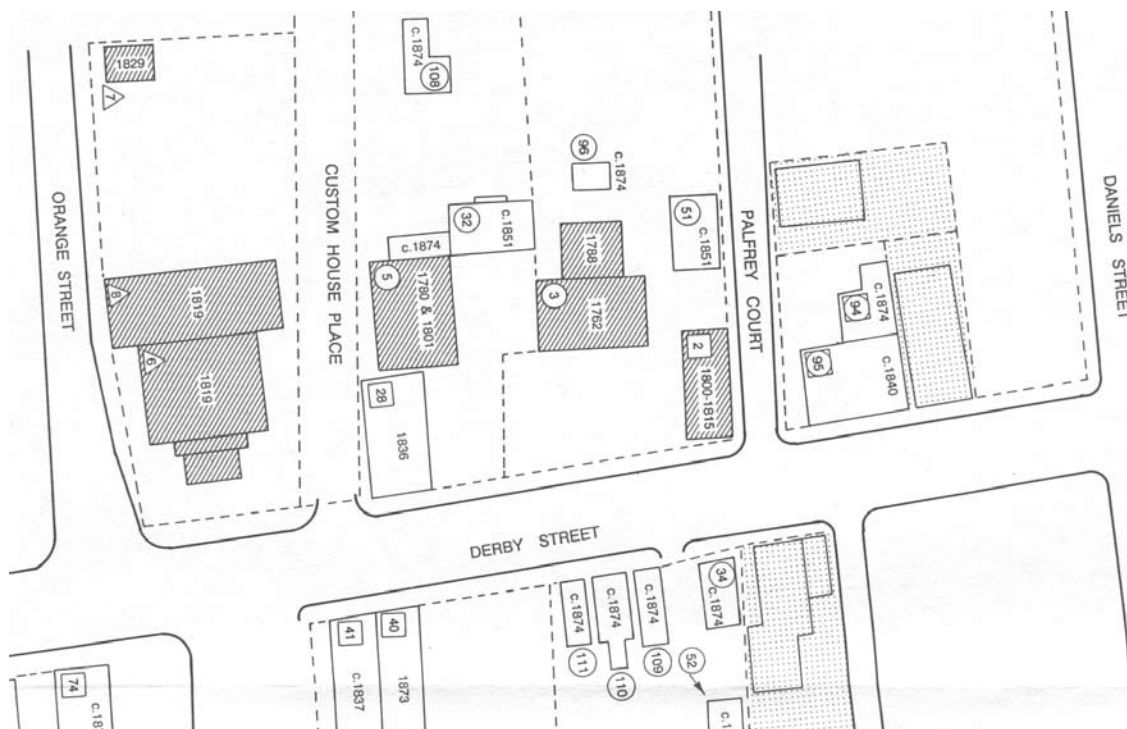 1829
7
c.1874
108
96
c.1874
ORANGE STREET
CUSTOM HOUSE PLACE
32
c.1851
c.1874
51
c.1851
1788
PALFREY COURT
DANIELS STREET
8
1819
5
1780 & 1801
3
1762
94
c.1874
6
1819
28
1836
2
1800-1815
95
c.1840
DERBY STREET
c.1874
111
c.1874
110
c.1874
109
34
c.1874
52
41
c.1837
40
1873
74